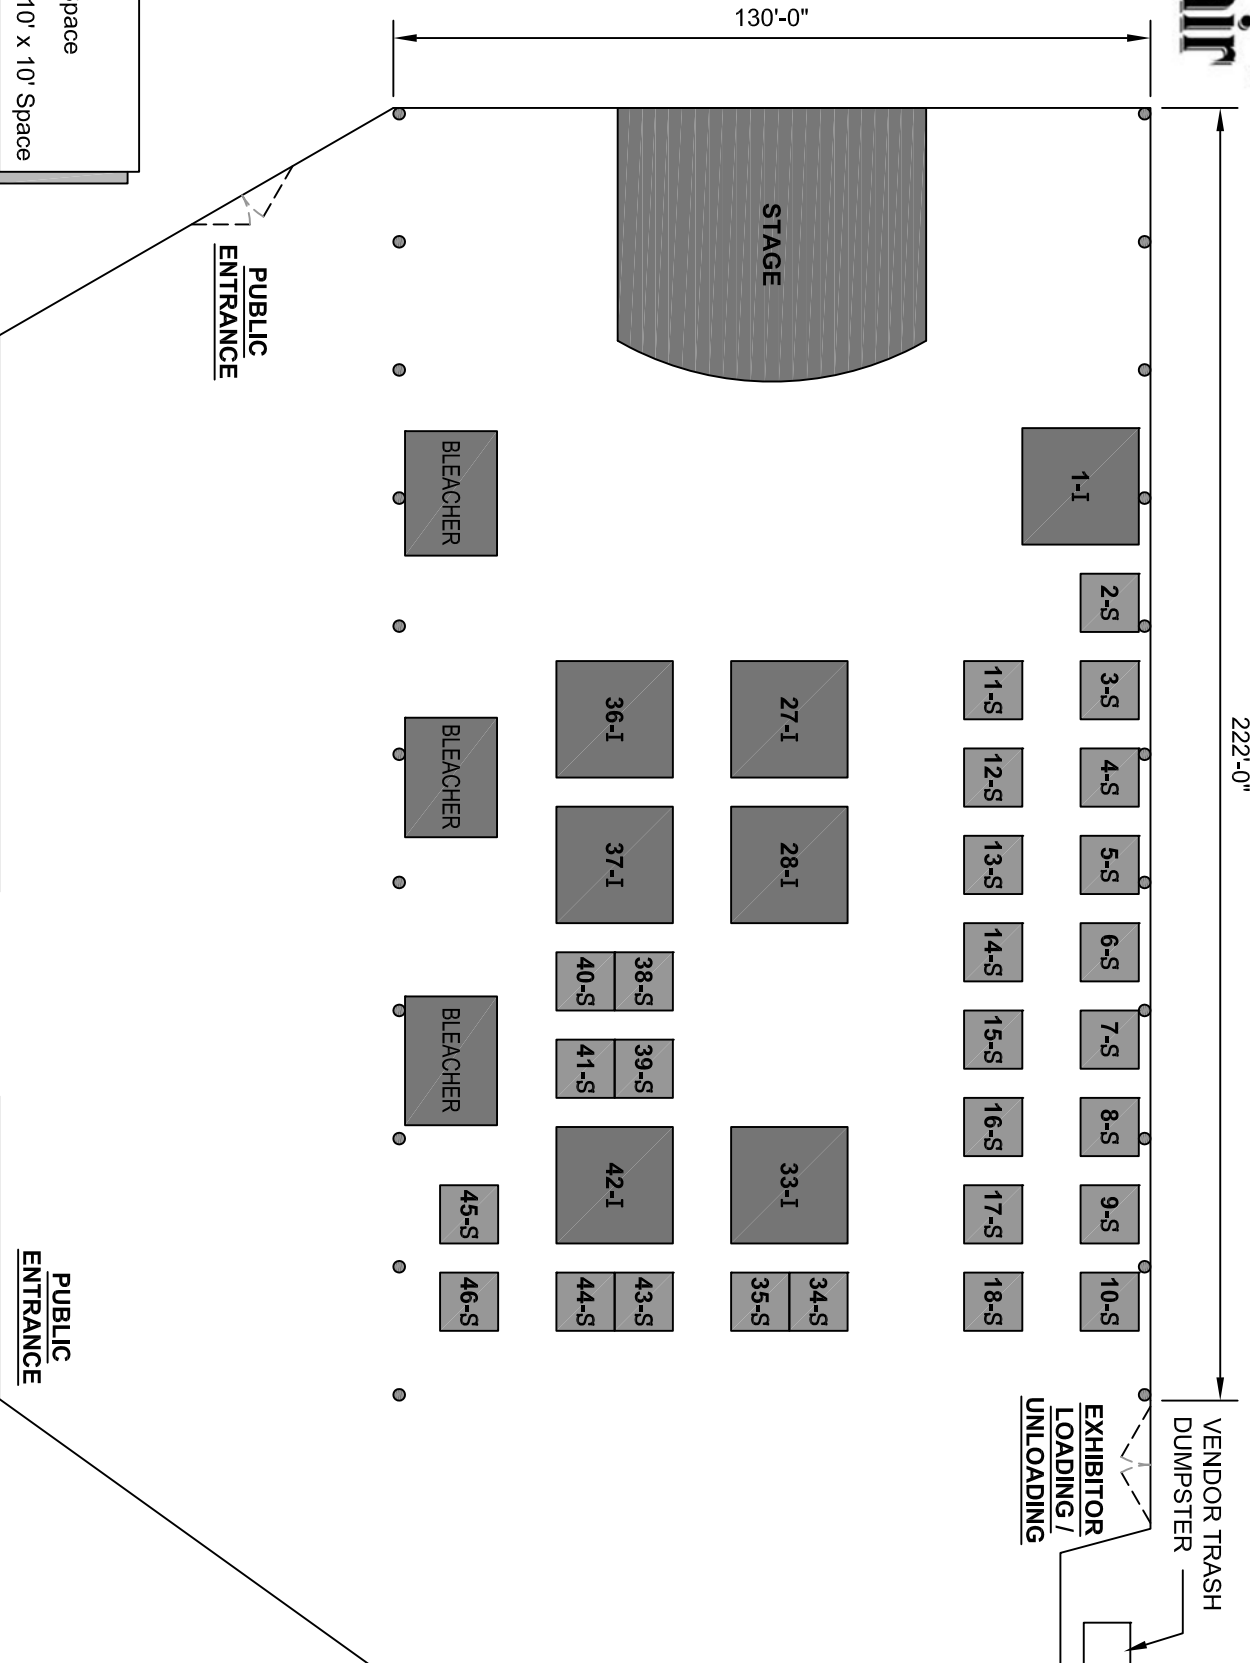 222'-0"
130'-0"
VENDOR TRASH
DUMPSTER
EXHIBITOR
LOADING /
UNLOADING
1-I
2-S
3-S
4-S
5-S
6-S
7-S
8-S
9-S
10-S
11-S
12-S
13-S
14-S
15-S
16-S
17-S
18-S
STAGE
27-I
28-I
33-I
34-S
35-S
36-I
37-I
38-S
39-S
40-S
41-S
42-I
43-S
44-S
45-S
46-S
BLEACHER
BLEACHER
BLEACHER
PUBLIC
ENTRANCE
PUBLIC
ENTRANCE
Space
10' x 10' Space